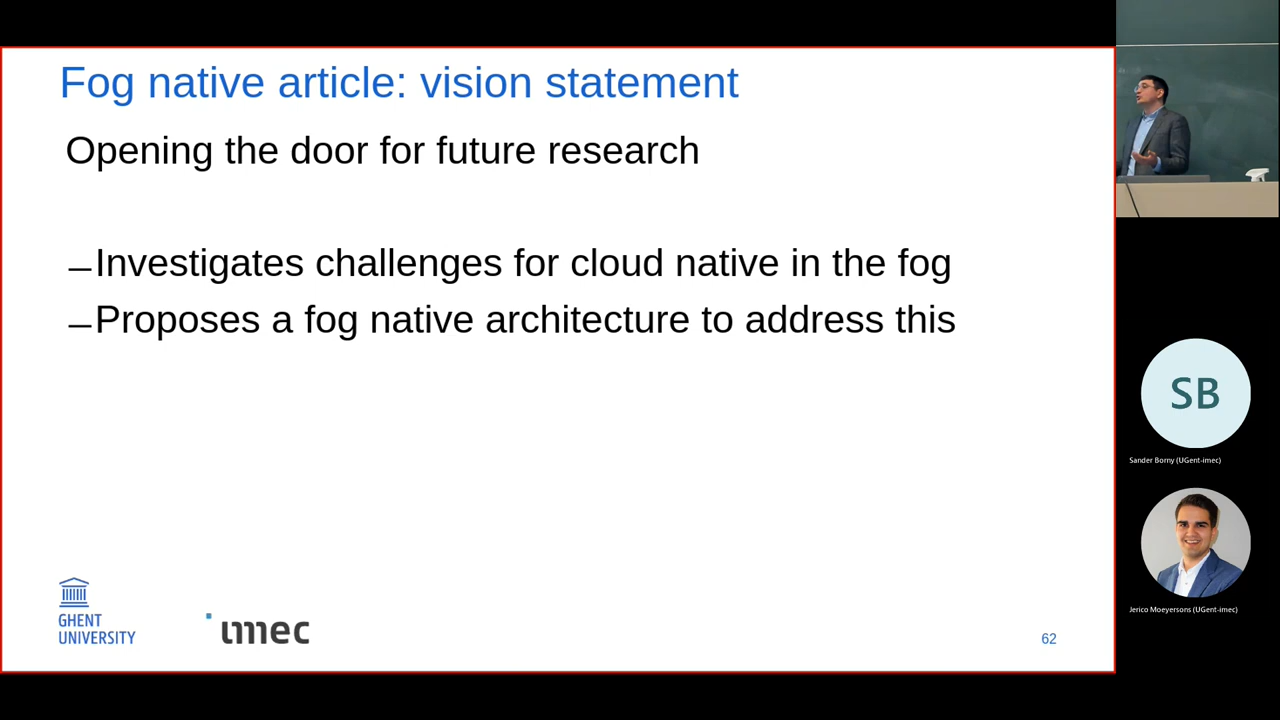 Fog native article: vision statement
Opening the door for future research
–Investigates challenges for cloud native in the fog
–Proposes a fog native architecture to address this
GHENT
UNIVERSITY
imec
62
SB
Sander Borny (UGent-imec)
Jerico Moeyersons (UGent-imec)